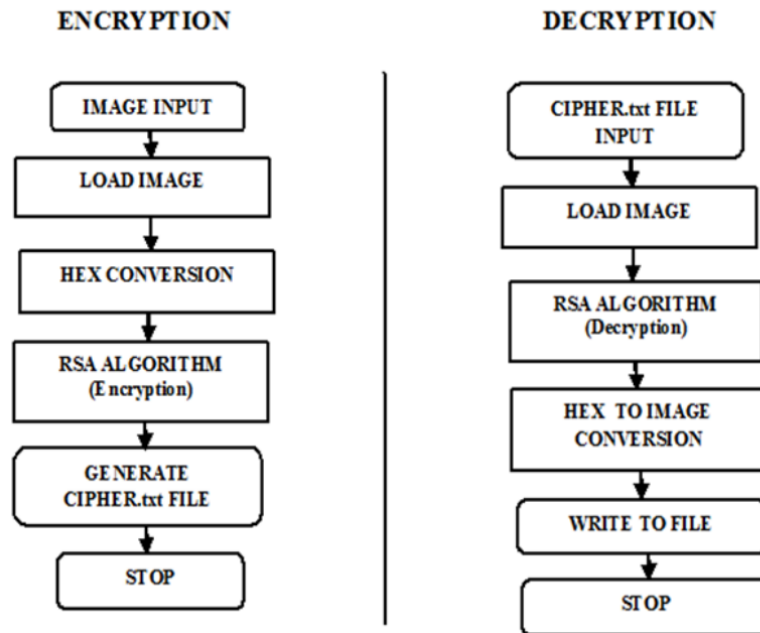 ENCRYPTION
IMAGE INPUT
LOAD IMAGE
HEX CONVERSION
RSA ALGORITHM
(Encryption)
GENERATE
CIPHER.txt FILE
STOP
DECRYPTION
CIPHER.txt FILE
INPUT
LOAD IMAGE
RSA ALGORITHM
(Decryption)
HEX TO IMAGE
CONVERSION
WRITE TO FILE
STOP